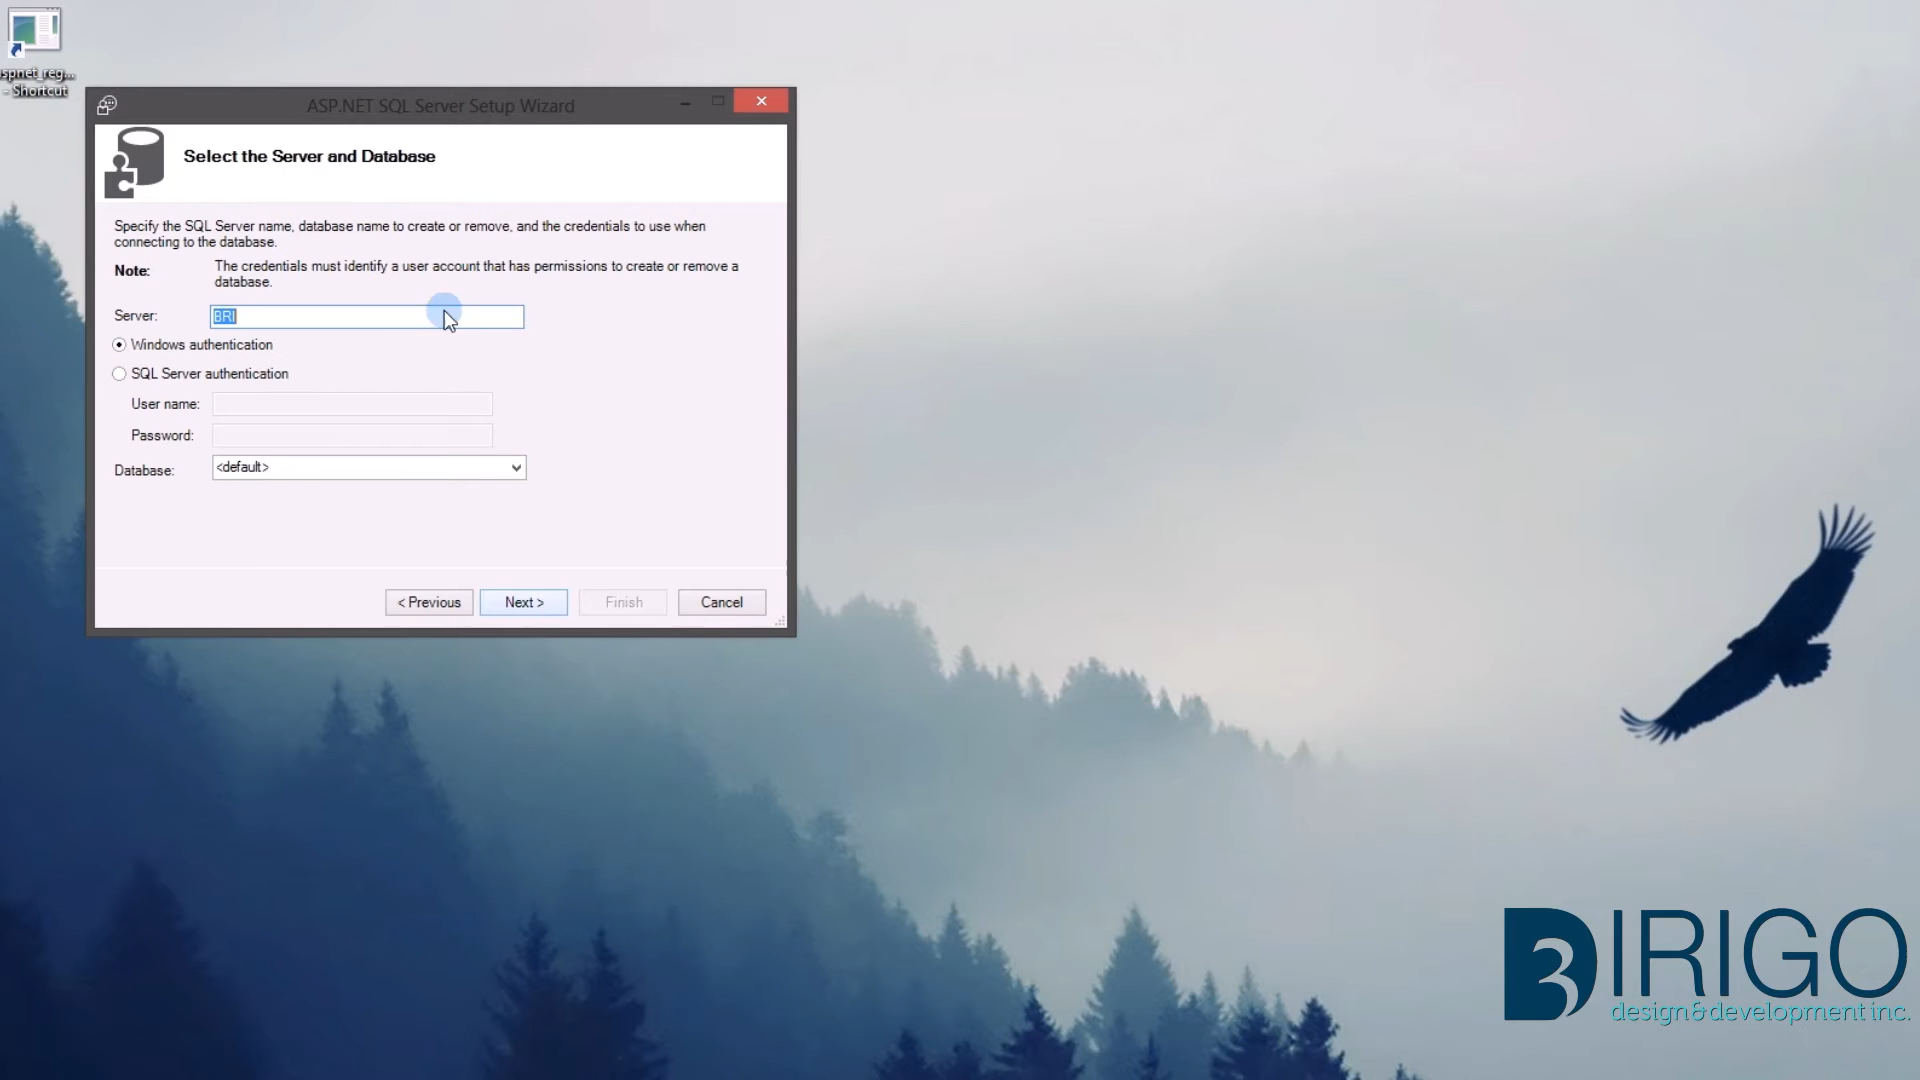 spnet_reg...
- Shortcut
ASP.NET SQL Server Setup Wizard
Select the Server and Database
Specify the SQL Server name, database name to create or remove, and the credentials to use when
connecting to the database.
Note: The credentials must identify a user account that has permissions to create or remove a
database.
Server: BRI
Windows authentication
SQL Server authentication
User name:
Password:
Database: <default>
< Previous Next > Finish Cancel
DIRIGO
3
design&development inc.